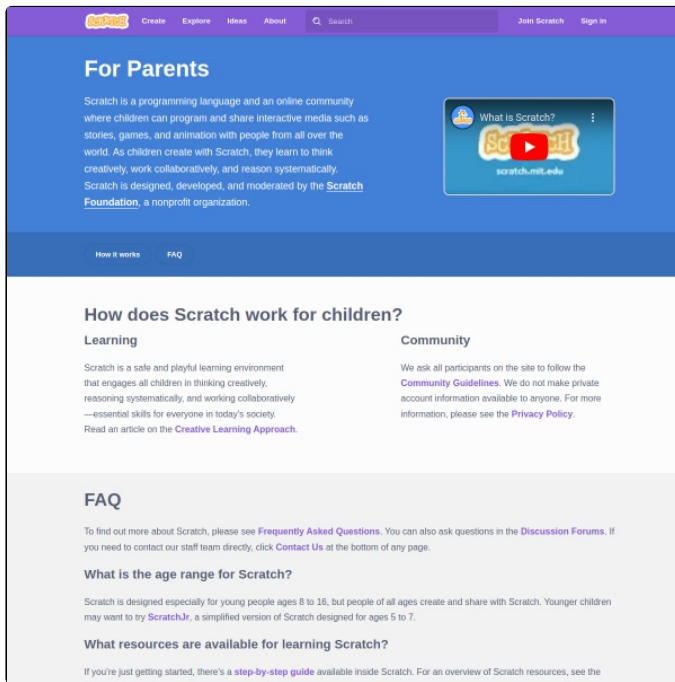 SCRATCH Create Explore Ideas About Search Join Scratch Sign in
For Parents
Scratch is a programming language and an online community
where children can program and share interactive media such as
stories, games, and animation with people from all over the
world. As children create with Scratch, they learn to think
creatively, work collaboratively, and reason systematically.
Scratch is designed, developed, and moderated by the Scratch
Foundation, a nonprofit organization.
What is Scratch?
SCRATCH
scratch.mit.edu
How it works FAQ
How does Scratch work for children?
Learning
Scratch is a safe and playful learning environment
that engages all children in thinking creatively,
reasoning systematically, and working collaboratively
—essential skills for everyone in today's society.
Read an article on the Creative Learning Approach.
Community
We ask all participants on the site to follow the
Community Guidelines. We do not make private
account information available to anyone. For more
information, please see the Privacy Policy.
FAQ
To find out more about Scratch, please see Frequently Asked Questions. You can also ask questions in the Discussion Forums. If
you need to contact our staff team directly, click Contact Us at the bottom of any page.
What is the age range for Scratch?
Scratch is designed especially for young people ages 8 to 16, but people of all ages create and share with Scratch. Younger children
may want to try ScratchJr, a simplified version of Scratch designed for ages 5 to 7.
What resources are available for learning Scratch?
If you're just getting started, there's a step-by-step guide available inside Scratch. For an overview of Scratch resources, see the